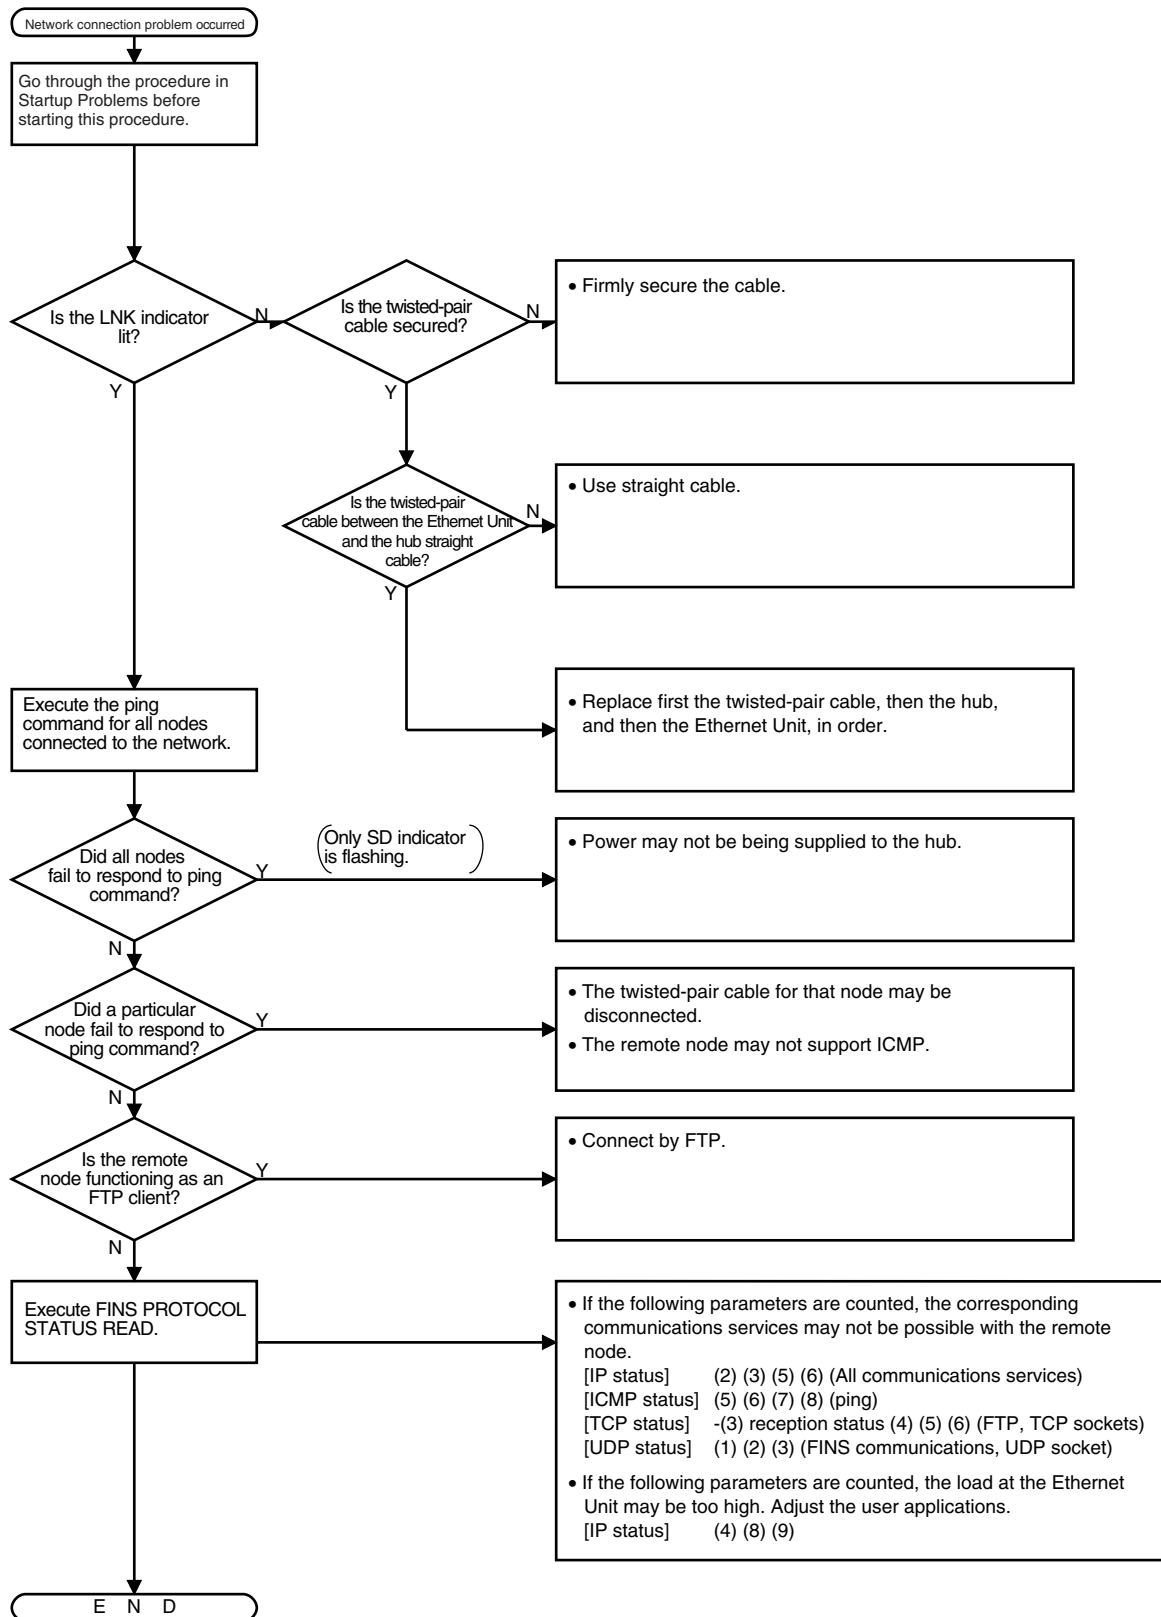 Network connection problem occurred
Go through the procedure in
Startup Problems before
starting this procedure.
Is the LNK indicator
lit?
N
Y
Is the twisted-pair
cable secured?
N
Y
• Firmly secure the cable.
Is the twisted-pair
cable between the Ethernet Unit
and the hub straight
cable?
N
Y
• Use straight cable.
• Replace first the twisted-pair cable, then the hub,
and then the Ethernet Unit, in order.
Execute the ping
command for all nodes
connected to the network.
Did all nodes
fail to respond to ping
command?
Y
N
(Only SD indicator
is flashing.)
• Power may not be being supplied to the hub.
Did a particular
node fail to respond to
ping command?
Y
N
• The twisted-pair cable for that node may be
disconnected.
• The remote node may not support ICMP.
Is the remote
node functioning as an
FTP client?
Y
N
• Connect by FTP.
Execute FINS PROTOCOL
STATUS READ.
• If the following parameters are counted, the corresponding
communications services may not be possible with the remote
node.
[IP status] (2) (3) (5) (6) (All communications services)
[ICMP status] (5) (6) (7) (8) (ping)
[TCP status] -(3) reception status (4) (5) (6) (FTP, TCP sockets)
[UDP status] (1) (2) (3) (FINS communications, UDP socket)
• If the following parameters are counted, the load at the Ethernet
Unit may be too high. Adjust the user applications.
[IP status] (4) (8) (9)
E N D